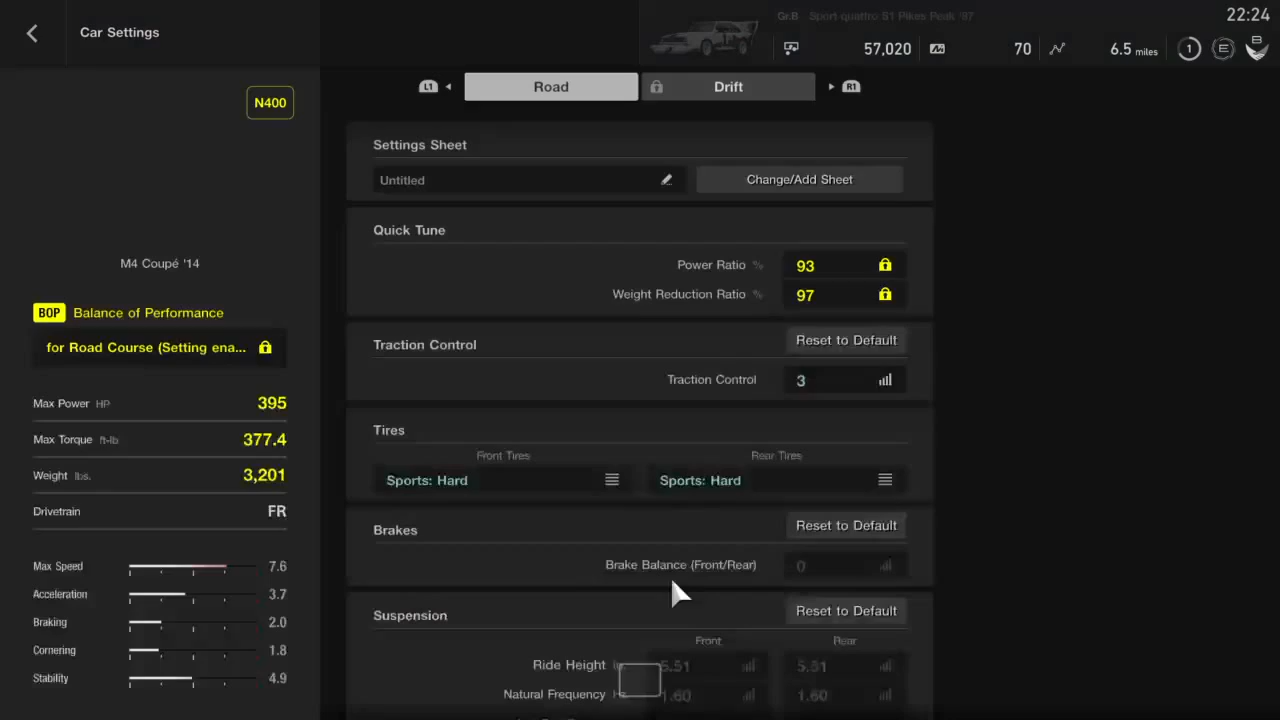 Car Settings
Gr.B Sport quattro S1 Pikes Peak '87
22:24
57,020
70
6.5 miles
1
E
B
L1
Road
Drift
R1
N400
Settings Sheet
Untitled
Change/Add Sheet
Quick Tune
Power Ratio %
93
Weight Reduction Ratio %
97
M4 Coupé '14
BOP Balance of Performance
for Road Course (Setting ena...
Traction Control
Reset to Default
Traction Control
3
Max Power HP
395
Max Torque ft-lb
377.4
Weight lbs.
3,201
Drivetrain
FR
Tires
Front Tires
Rear Tires
Sports: Hard
Sports: Hard
Brakes
Reset to Default
Brake Balance (Front/Rear)
0
Max Speed
7.6
Acceleration
3.7
Braking
2.0
Cornering
1.8
Stability
4.9
Suspension
Reset to Default
Front
Rear
Ride Height
5.51
5.51
Natural Frequency
1.60
1.60